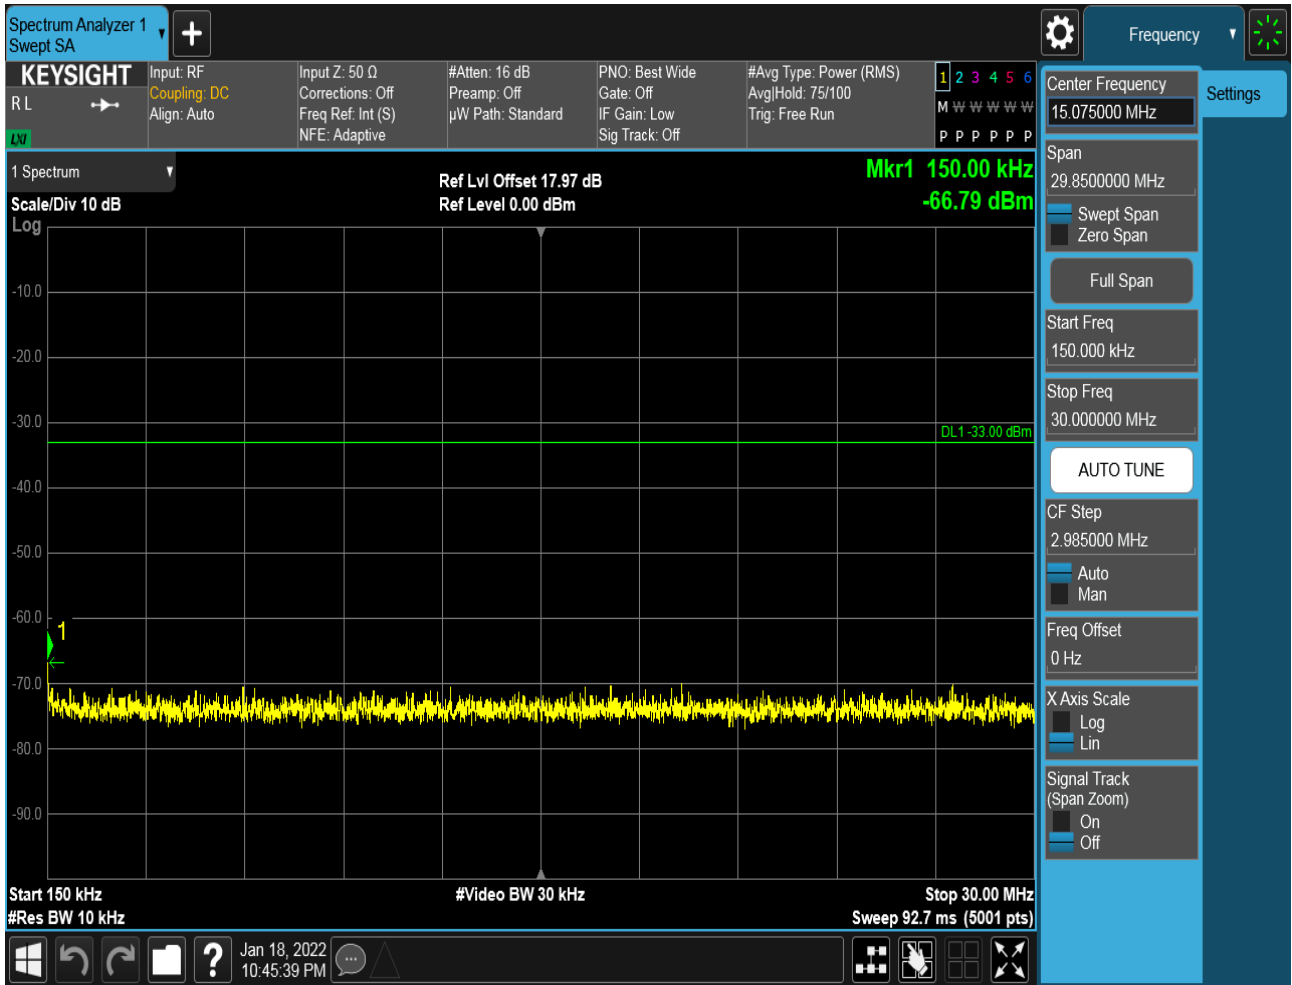 Spectrum Analyzer 1
Swept SA
Frequency
KEYSIGHT
R L
LXI
Input: RF
Coupling: DC
Align: Auto
Input Z: 50 Ω
Corrections: Off
Freq Ref: Int (S)
NFE: Adaptive
#Atten: 16 dB
Preamp: Off
µW Path: Standard
PNO: Best Wide
Gate: Off
IF Gain: Low
Sig Track: Off
#Avg Type: Power (RMS)
Avg|Hold: 75/100
Trig: Free Run
1 2 3 4 5 6
M W W W W W
P P P P P P
1 Spectrum
Scale/Div 10 dB
Log
Ref Lvl Offset 17.97 dB
Ref Level 0.00 dBm
Mkr1 150.00 kHz
-66.79 dBm
-10.0
-20.0
-30.0
DL1 -33.00 dBm
-40.0
-50.0
-60.0
1
-70.0
-80.0
-90.0
Start 150 kHz
#Video BW 30 kHz
Stop 30.00 MHz
#Res BW 10 kHz
Sweep 92.7 ms (5001 pts)
Jan 18, 2022
10:45:39 PM
Center Frequency
15.075000 MHz
Settings
Span
29.8500000 MHz
Swept Span
Zero Span
Full Span
Start Freq
150.000 kHz
Stop Freq
30.000000 MHz
AUTO TUNE
CF Step
2.985000 MHz
Auto
Man
Freq Offset
0 Hz
X Axis Scale
Log
Lin
Signal Track
(Span Zoom)
On
Off